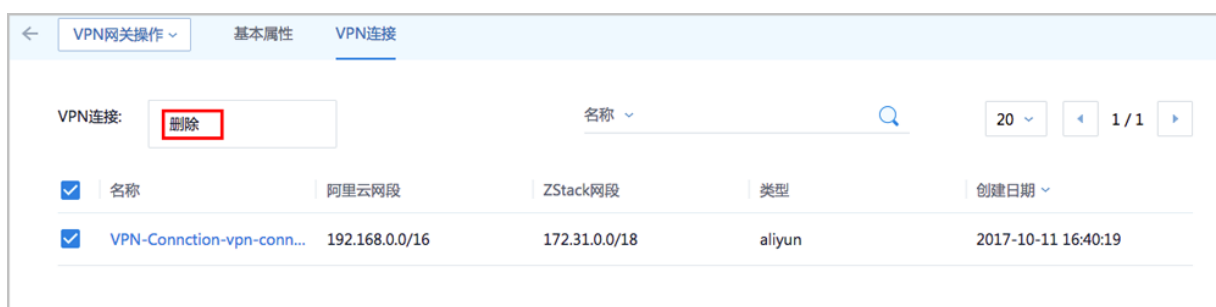 VPN网关操作 基本属性 VPN连接
VPN连接: 删除 名称 20 1 / 1
名称 阿里云网段 ZStack网段 类型 创建日期
VPN-Connction-vpn-conn... 192.168.0.0/16 172.31.0.0/18 aliyun 2017-10-11 16:40:19